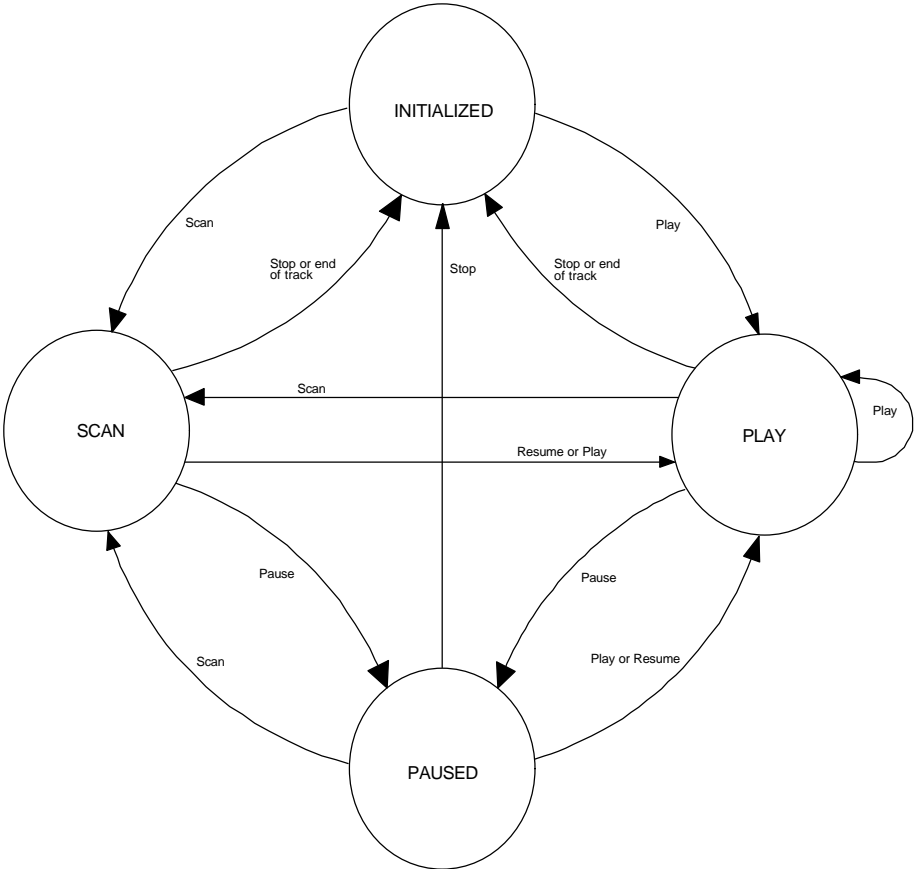 INITIALIZED
Scan
Play
Stop or end
of track
Stop
Stop or end
of track
Scan
Play
SCAN
PLAY
Resume or Play
Pause
Pause
Scan
Play or Resume
PAUSED